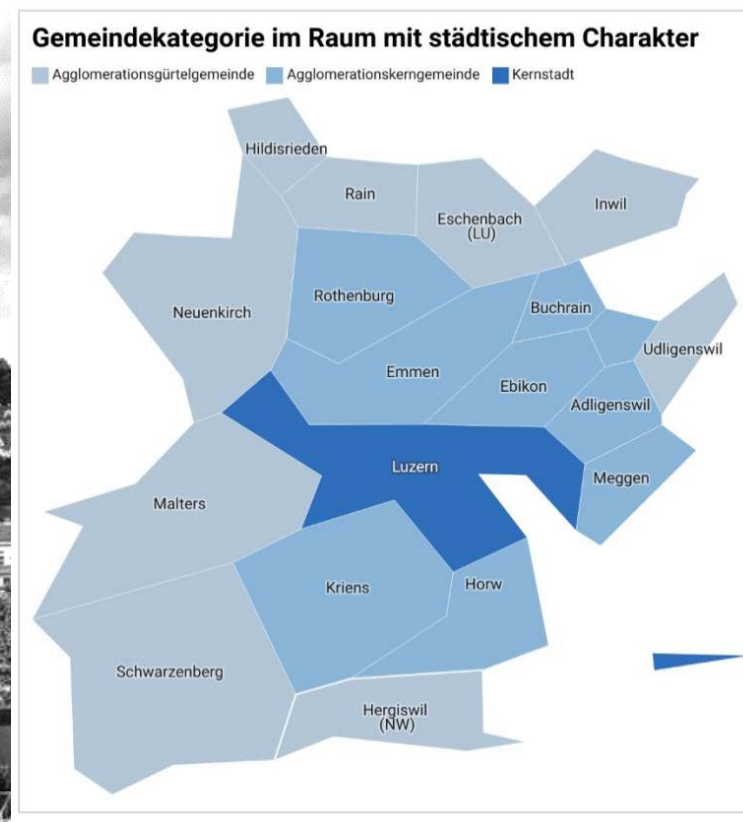 Gemeindekategorie im Raum mit städtischem Charakter
Agglomerationsgürtelgemeinde Agglomerationskerngemeinde Kernstadt
Hildisrieden
Rain
Inwil
Eschenbach
(LU)
Rothenburg
Buchrain
Neuenkirch
Udligenswil
Emmen
Ebikon
Adligenswil
Luzern
Meggen
Malters
Kriens
Horw
Schwarzenberg
Hergiswil
(NW)